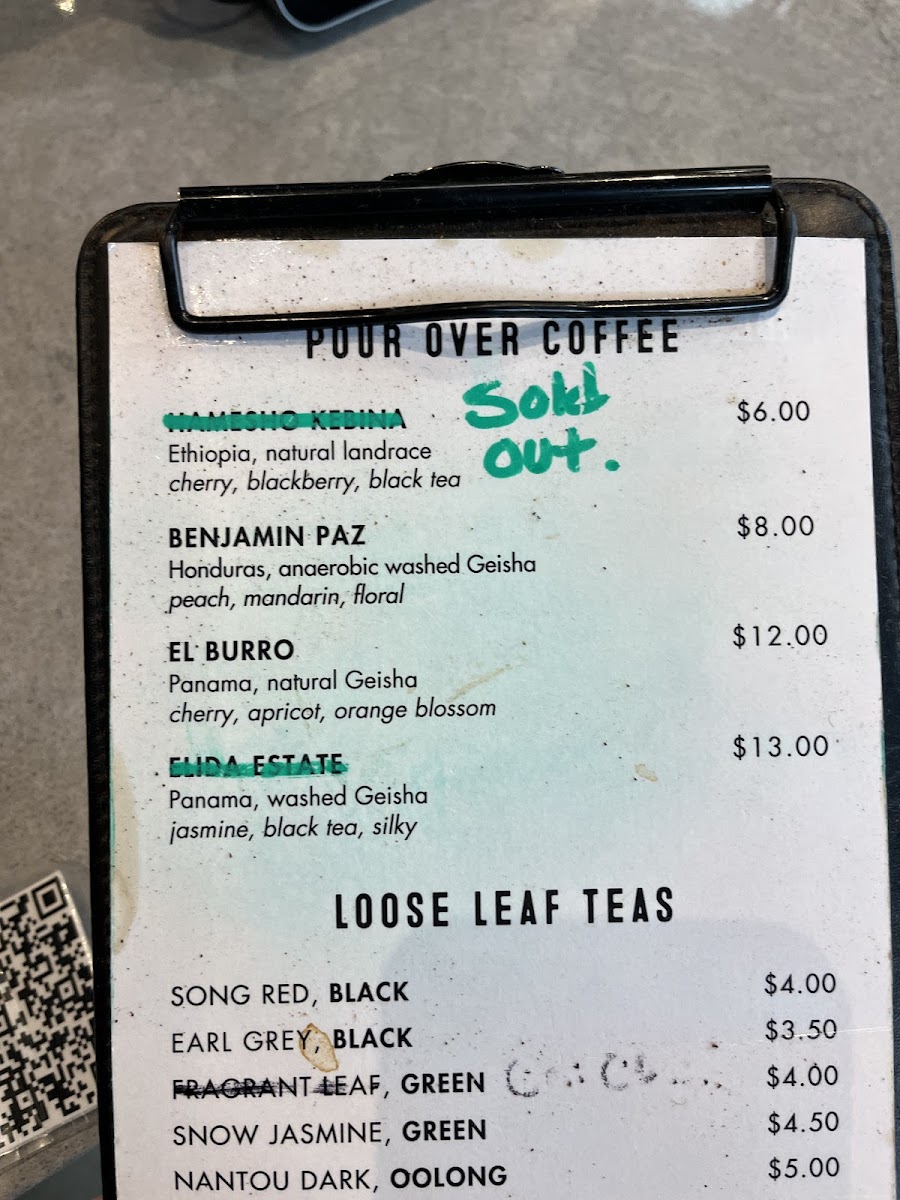 POUR OVER COFFEE
HAMESHO KEBINA Sold $6.00
out.
Ethiopia, natural landrace
cherry, blackberry, black tea
BENJAMIN PAZ $8.00
Honduras, anaerobic washed Geisha
peach, mandarin, floral
EL BURRO $12.00
Panama, natural Geisha
cherry, apricot, orange blossom
ELIDA ESTATE $13.00
Panama, washed Geisha
jasmine, black tea, silky
LOOSE LEAF TEAS
SONG RED, BLACK $4.00
EARL GREY, BLACK $3.50
FRAGRANT LEAF, GREEN $4.00
SNOW JASMINE, GREEN $4.50
NANTOU DARK, OOLONG $5.00